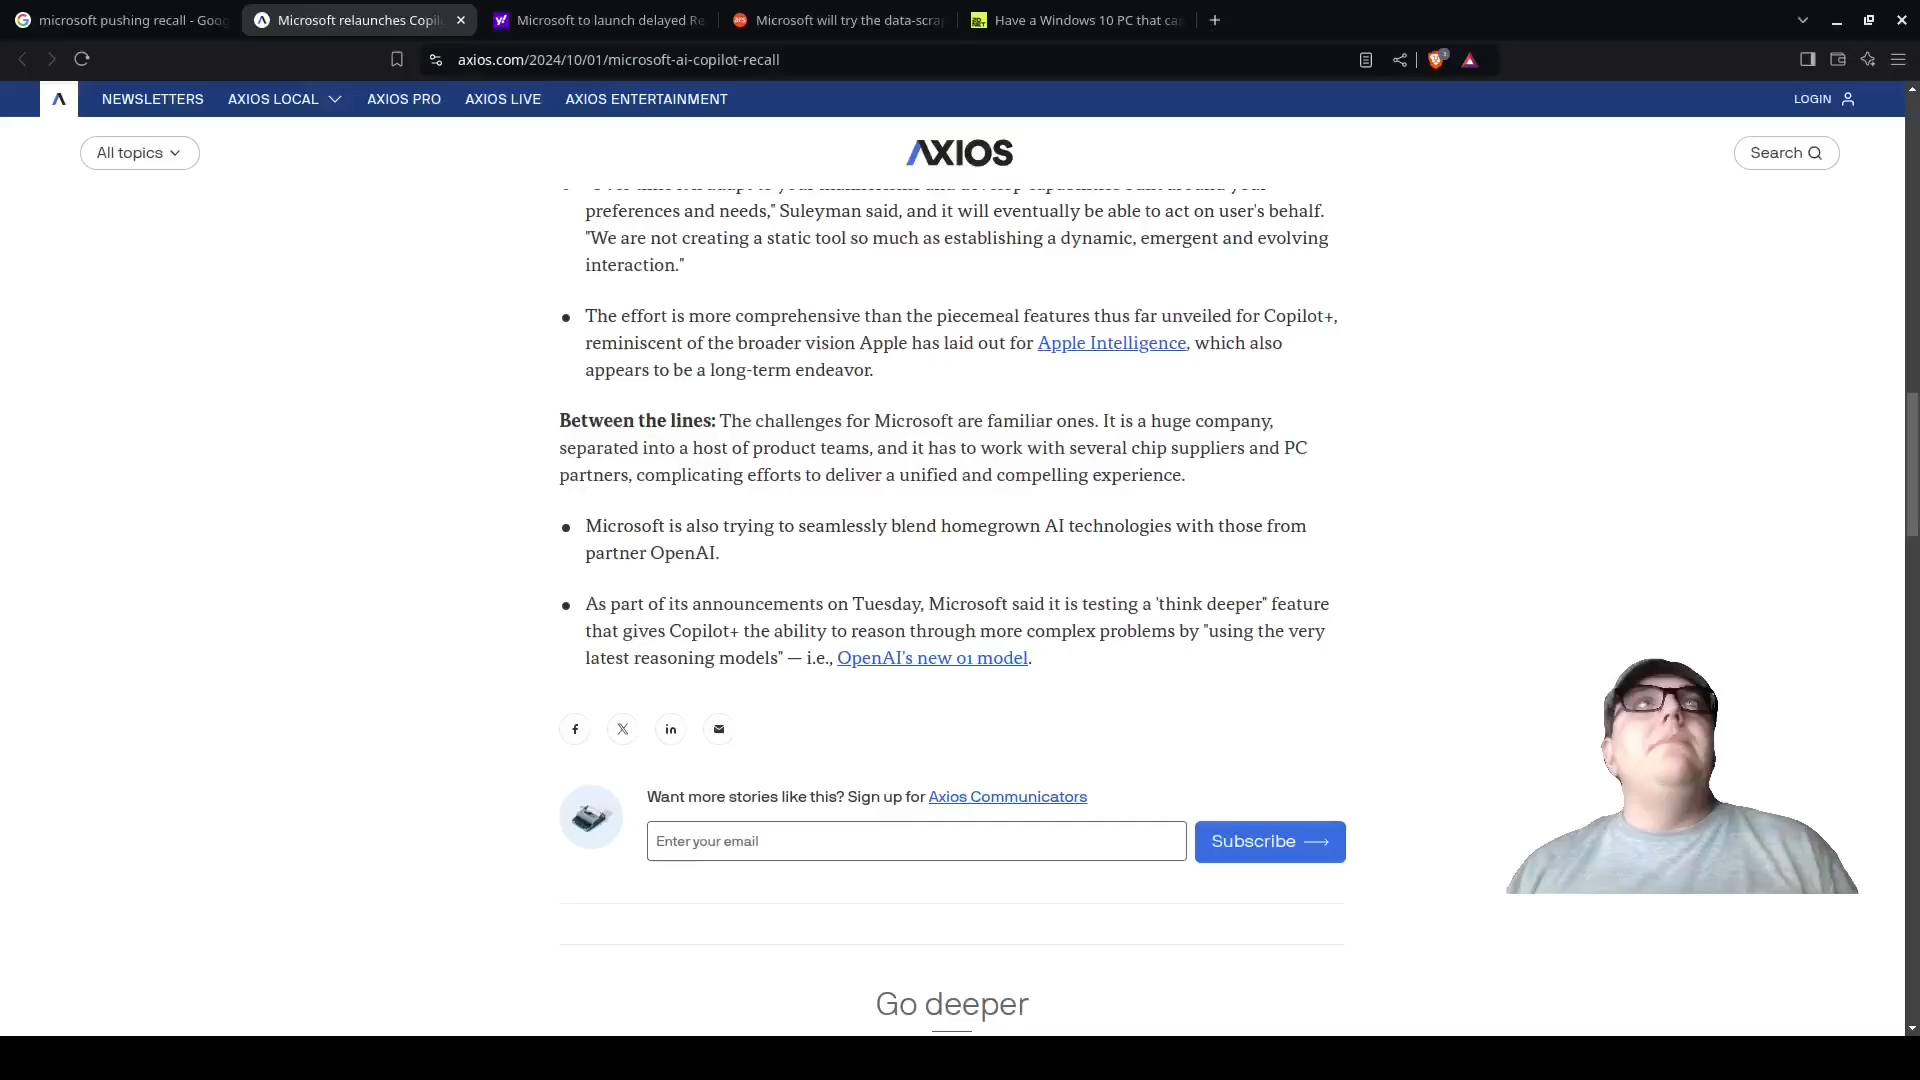 microsoft pushing recall - Goog
Microsoft relaunches Copil
Microsoft to launch delayed Re
Microsoft will try the data-scra
Have a Windows 10 PC that ca
axios.com/2024/10/01/microsoft-ai-copilot-recall
3
NEWSLETTERS
AXIOS LOCAL
AXIOS PRO
AXIOS LIVE
AXIOS ENTERTAINMENT
LOGIN
All topics
AXIOS
Search
preferences and needs," Suleyman said, and it will eventually be able to act on user's behalf.
"We are not creating a static tool so much as establishing a dynamic, emergent and evolving
interaction."
The effort is more comprehensive than the piecemeal features thus far unveiled for Copilot+,
reminiscent of the broader vision Apple has laid out for Apple Intelligence, which also
appears to be a long-term endeavor.
Between the lines: The challenges for Microsoft are familiar ones. It is a huge company,
separated into a host of product teams, and it has to work with several chip suppliers and PC
partners, complicating efforts to deliver a unified and compelling experience.
Microsoft is also trying to seamlessly blend homegrown AI technologies with those from
partner OpenAI.
As part of its announcements on Tuesday, Microsoft said it is testing a 'think deeper" feature
that gives Copilot+ the ability to reason through more complex problems by "using the very
latest reasoning models" — i.e., OpenAI's new o1 model.
Want more stories like this? Sign up for Axios Communicators
Enter your email
Subscribe
Go deeper